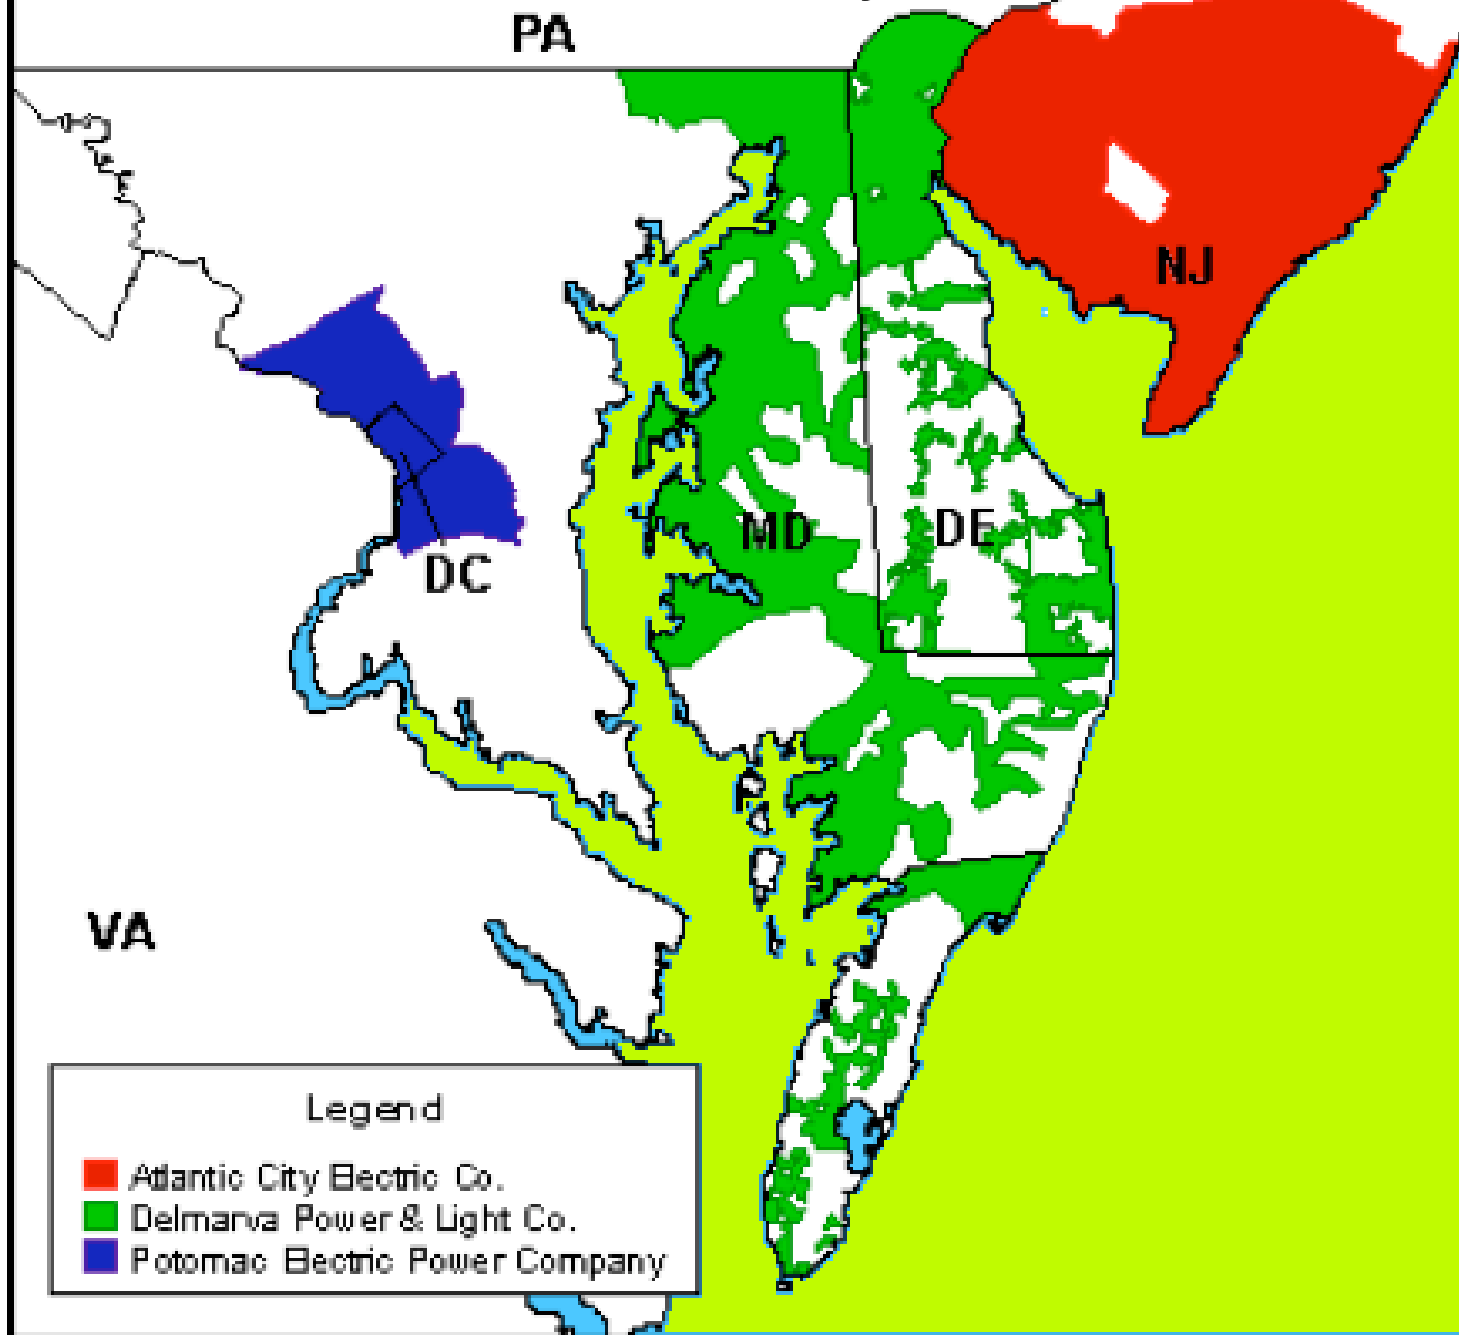 PA
NJ
MD
DE
DC
VA
Legend
Atlantic City Electric Co.
Delmarva Power & Light Co.
Potomac Electric Power Company